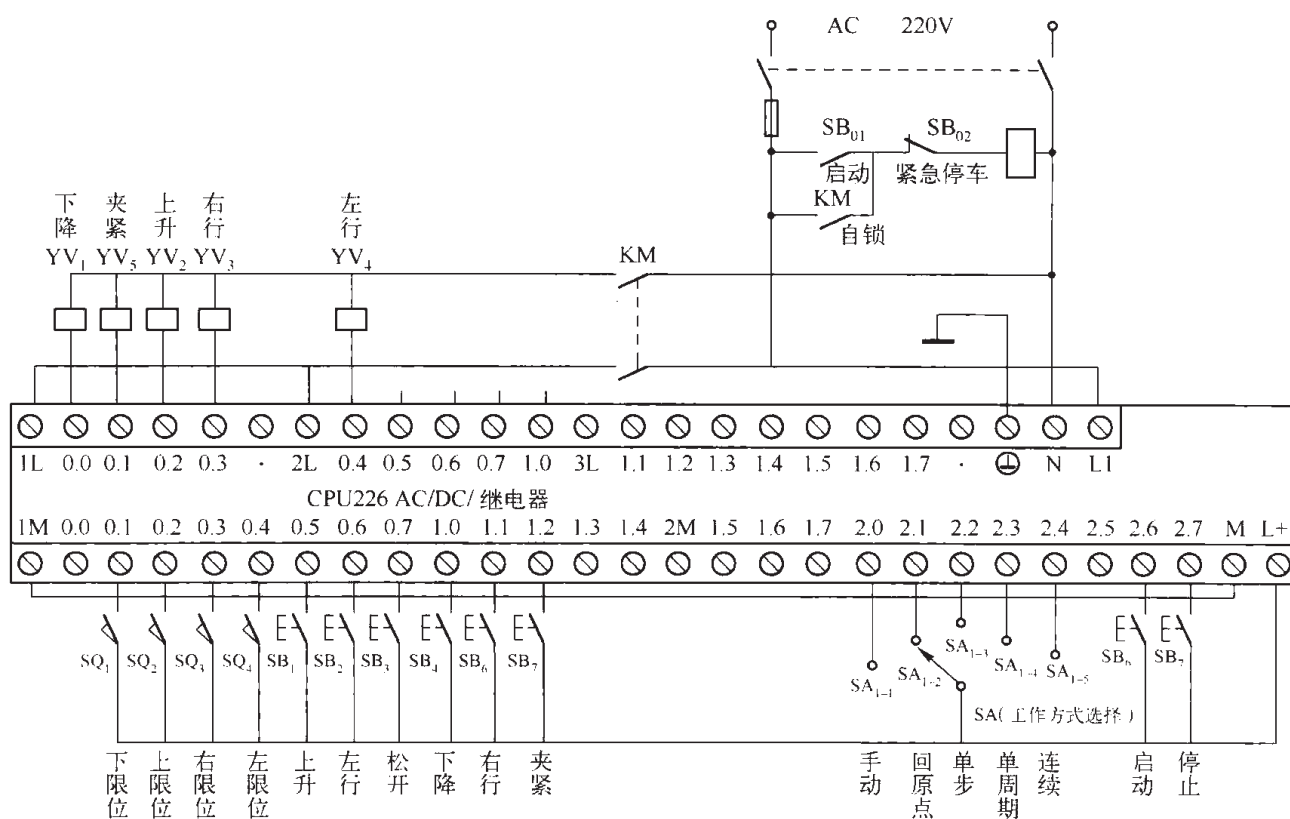 AC 220V
SB₀₁ SB₀₂
启动 紧急停车
KM
自锁
下降 夹紧 上升 右行 左行
YV₁ YV₅ YV₂ YV₃ YV₄
KM
1L 0.0 0.1 0.2 0.3 · 2L 0.4 0.5 0.6 0.7 1.0 3L 1.1 1.2 1.3 1.4 1.5 1.6 1.7 · N L1
CPU226 AC/DC/ 继电器
1M 0.0 0.1 0.2 0.3 0.4 0.5 0.6 0.7 1.0 1.1 1.2 1.3 1.4 2M 1.5 1.6 1.7 2.0 2.1 2.2 2.3 2.4 2.5 2.6 2.7 M L+
SQ₁ SQ₂ SQ₃ SQ₄ SB₁ SB₂ SB₃ SB₄ SB₆ SB₇ SA₁₋₁ SA₁₋₂ SA₁₋₃ SA₁₋₄ SA₁₋₅ SB₆ SB₇
SA( 工作方式选择 )
下限位 上限位 右限位 左限位 上升 左行 松开 下降 右行 夹紧 手动 回原点 单步 单周期 连续 启动 停止